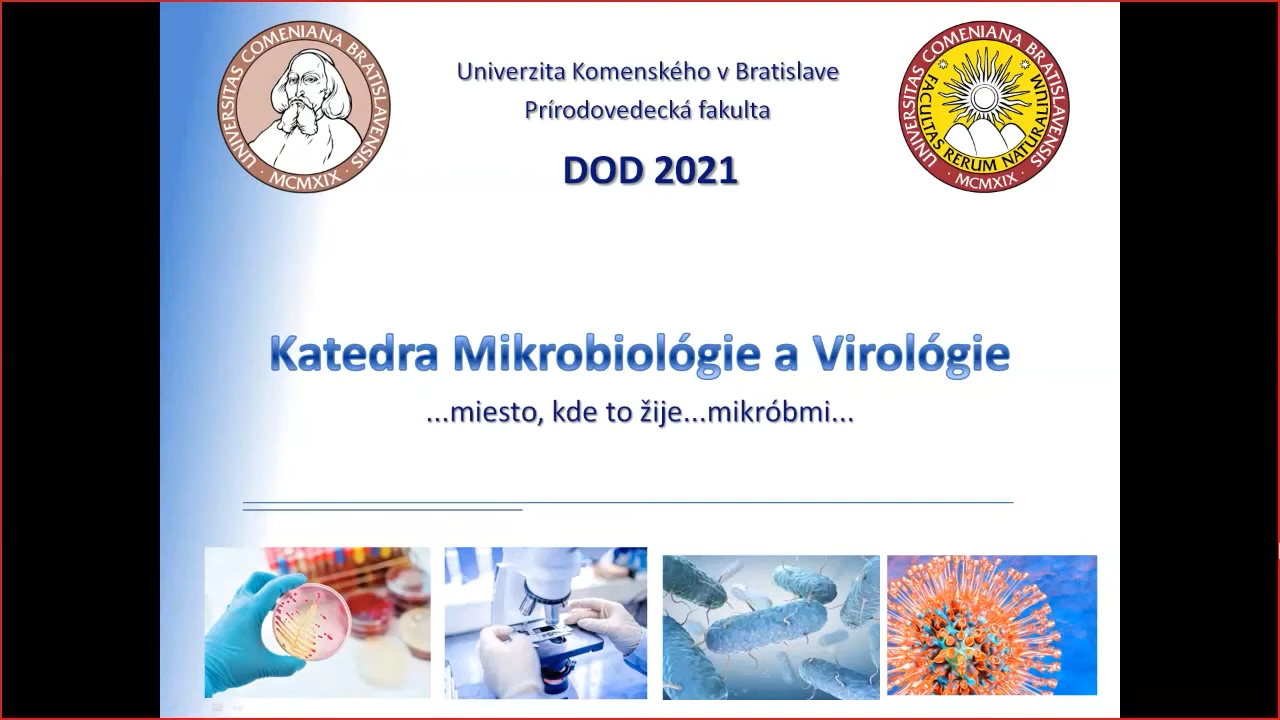 UNIVERSITAS COMENIANA BRATISLAVENSIS
· MCMXIX ·
Univerzita Komenského v Bratislave
Prírodovedecká fakulta
DOD 2021
UNIVERSITAS COMENIANA BRATISLAVENSIS
FACULTAS RERUM NATURALIUM
· MCMXIX ·
Katedra Mikrobiológie a Virológie
...miesto, kde to žije...mikróbmi...